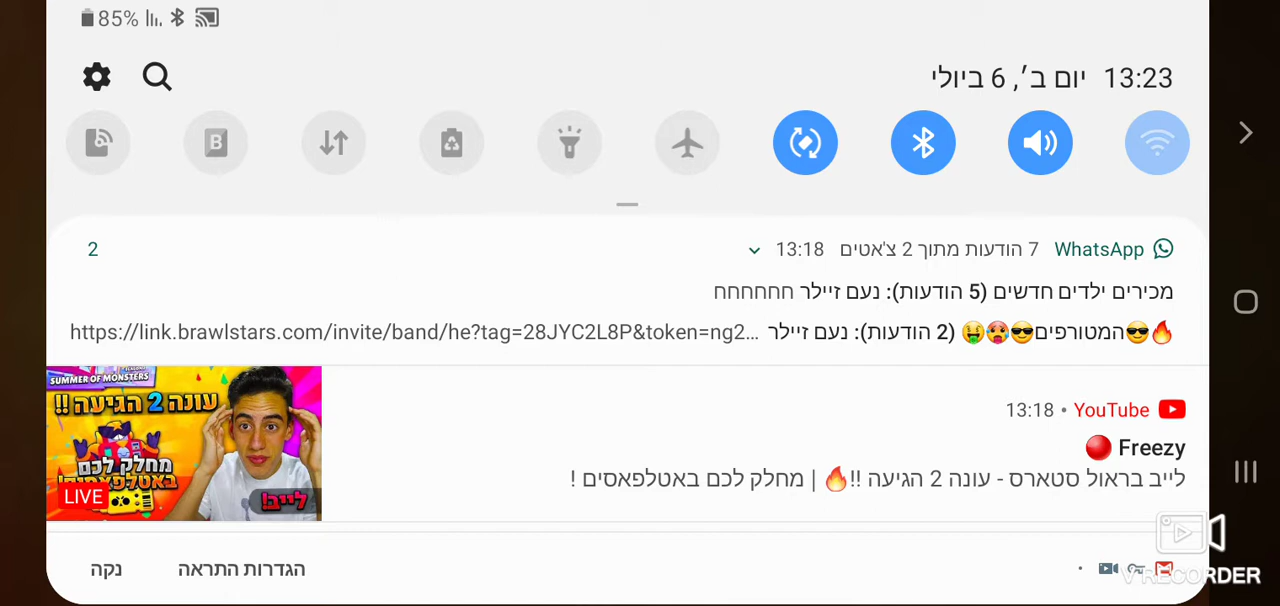 85%
13:23 יום ב׳, 6 ביולי
B
WhatsApp 7 הודעות מתוך 2 צ'אטים 13:18
2
מכירים ילדים חדשים (5 הודעות): נעם זיילר חחחחחח
🔥😎המטורפים😎🥵🤑 (2 הודעות): נעם זיילר https://link.brawlstars.com/invite/band/he?tag=28JYC2L8P&token=ng2…
YouTube • 13:18
Freezy 🔴
לייב בראול סטארס - עונה 2 הגיעה !!🔥 | מחלק לכם באטלפאסים !
SUMMER OF MONSTERS
עונה 2 הגיעה !!
מחלק לכם
באטלפאסים!
LIVE
לייב!
הגדרות התראה
נקה
V RECORDER